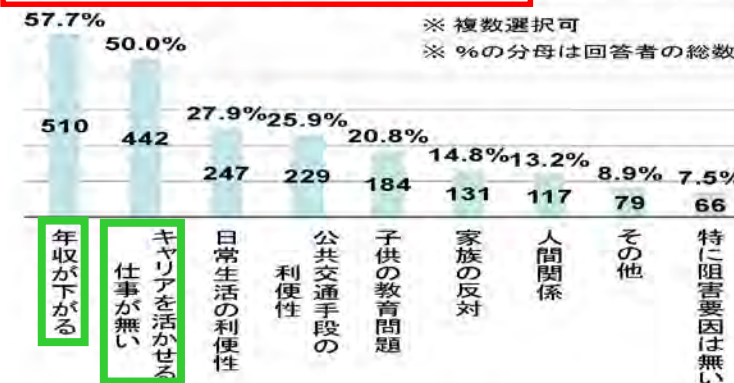 57.7%
※ 複数選択可
50.0%
※ %の分母は回答者の総数
27.9%
25.9%
20.8%
14.8%
13.2%
8.9%
7.5%
510
442
247
229
184
131
117
79
66
年収が下がる
キャリアを活かせる
仕事が無い
日常生活の利便性
公共交通手段の
利便性
子供の教育問題
家族の反対
人間関係
その他
特に阻害要因は無い